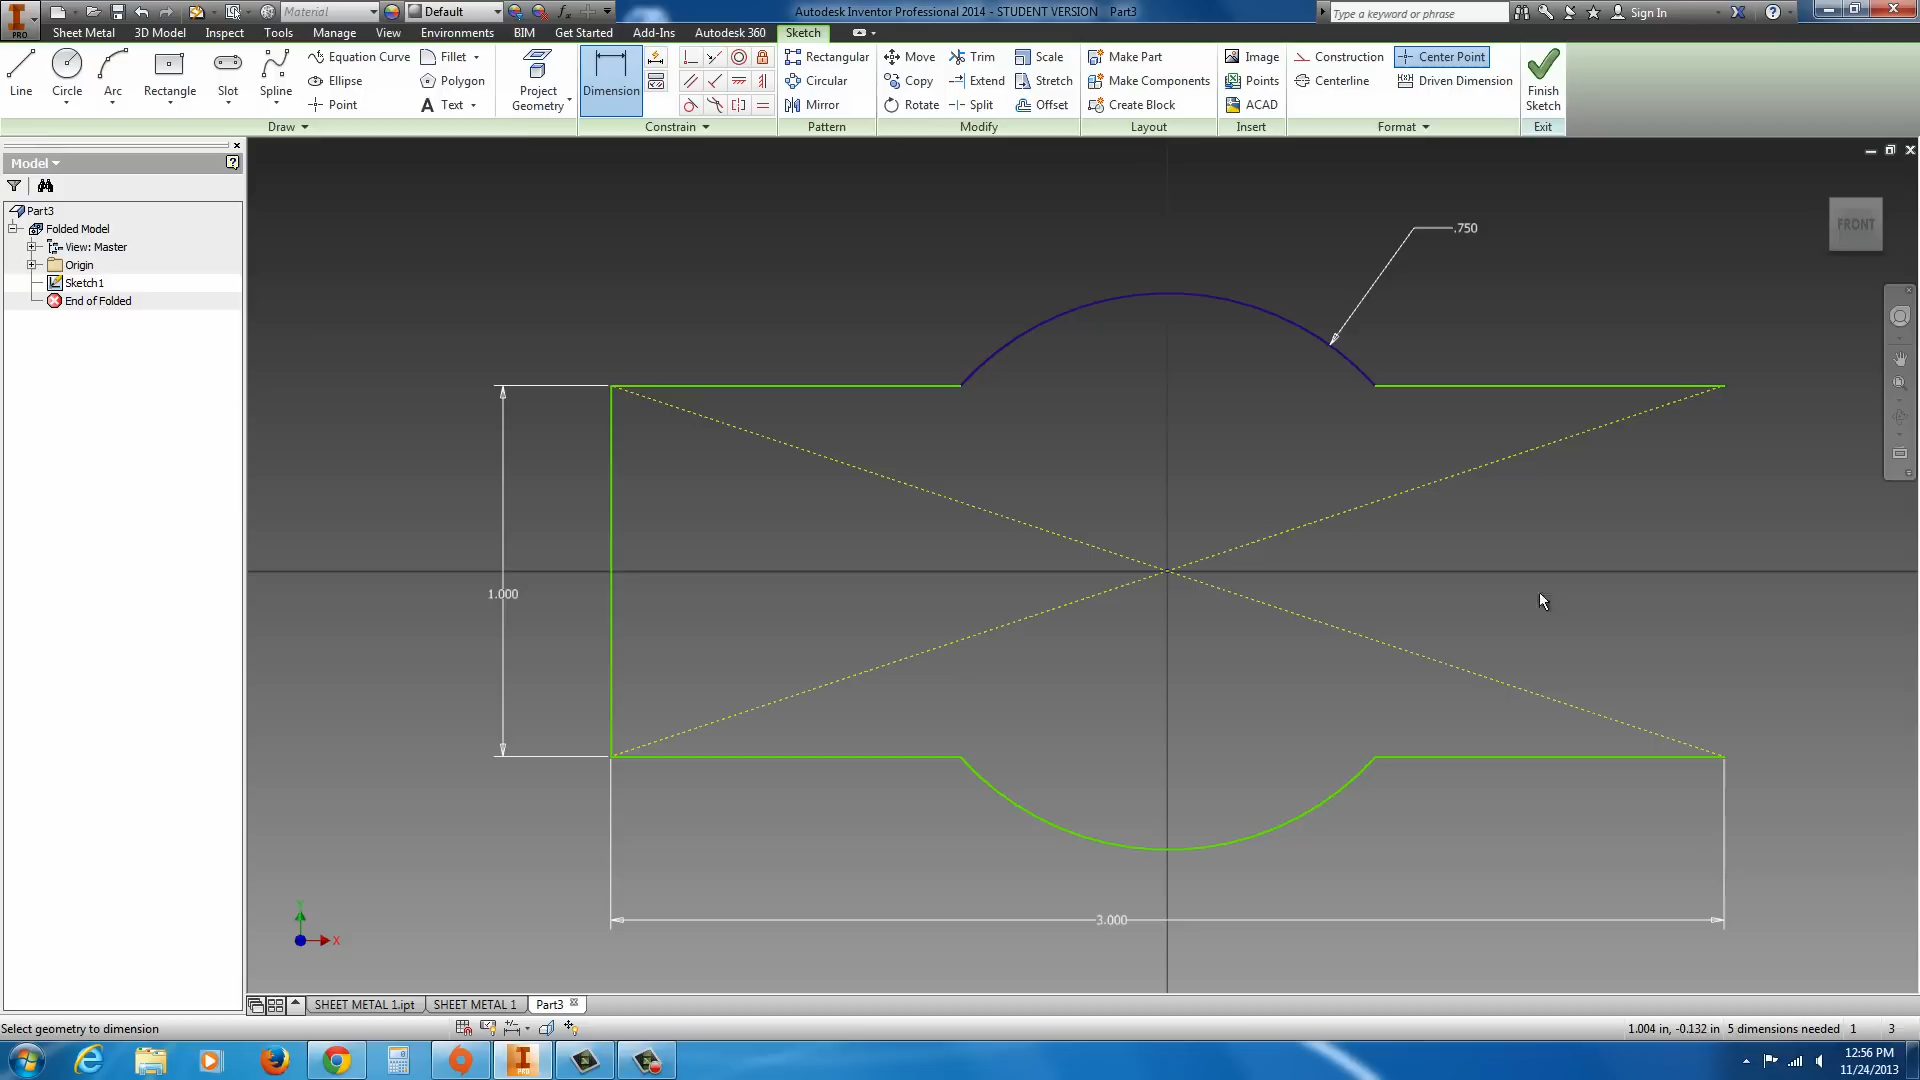 PRO
Material
Default
Autodesk Inventor Professional 2014 - STUDENT VERSION Part3
Type a keyword or phrase
Sign In
Sheet Metal 3D Model Inspect Tools Manage View Environments BIM Get Started Add-Ins Autodesk 360 Sketch
Line
Circle
Arc
Rectangle
Slot
Spline
Equation Curve
Ellipse
Point
Fillet
Polygon
A Text
Project
Geometry
Dimension
Rectangular
Circular
Mirror
Move
Copy
Rotate
Trim
Extend
Split
Scale
Stretch
Offset
Make Part
Make Components
Create Block
Image
Points
ACAD
Construction
Centerline
Center Point
Driven Dimension
Finish
Sketch
Draw Constrain Pattern Modify Layout Insert Format Exit
Model
Part3
Folded Model
View: Master
Origin
Sketch1
End of Folded
.750
FRONT
1.000
3.000
Y
X
SHEET METAL 1.ipt SHEET METAL 1 Part3
Select geometry to dimension
1.004 in, -0.132 in 5 dimensions needed 1 3
PRO
12:56 PM
11/24/2013